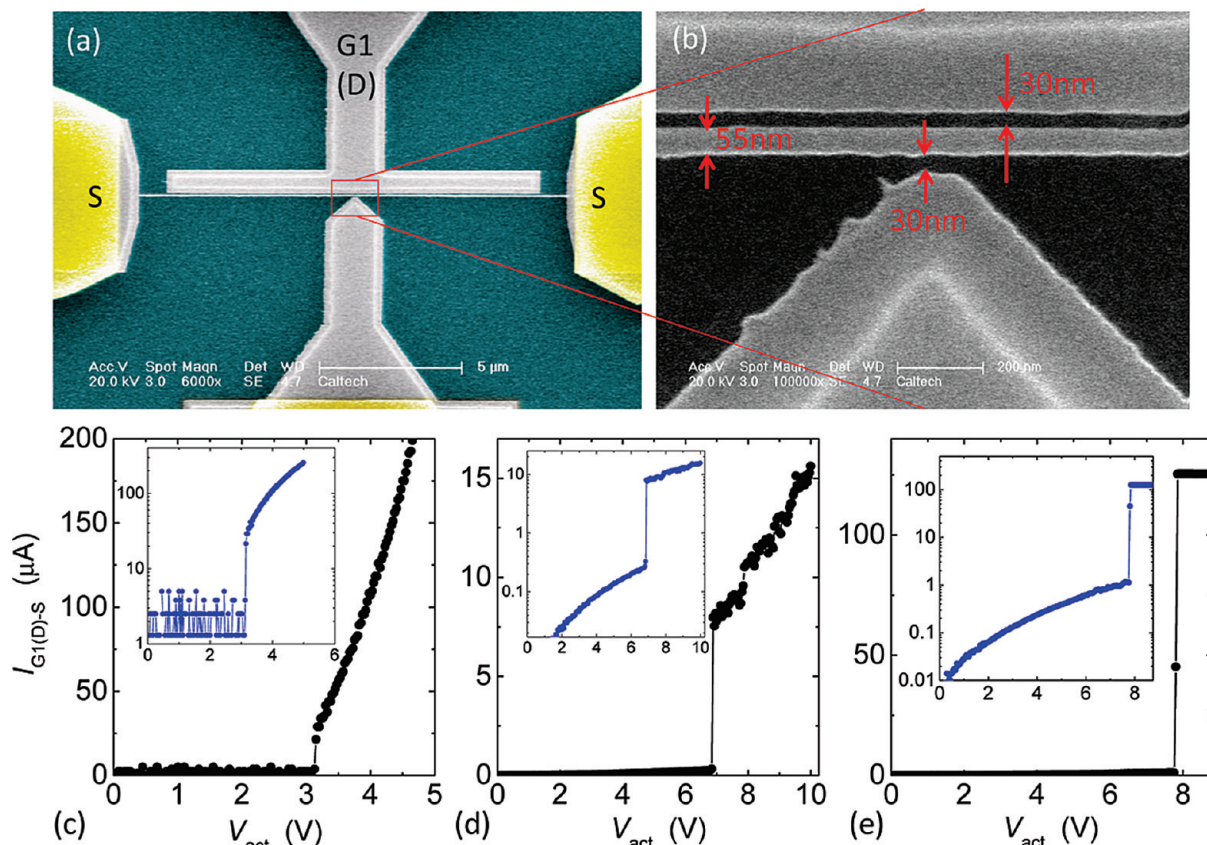 (a)
G1
(D)
S
S
Acc.V Spot Magn Det WD
20.0 kV 3.0 6000x SE 4.7 Caltech
5 µm
(b)
30nm
55nm
30nm
Acc.V Spot Magn Det WD
20.0 kV 3.0 100000x SE 4.7 Caltech
200 nm
I G1(D)-S (µA)
200
150
100
50
0
0 1 2 3 4 5
100
10
1
0 2 4 6
(c)
V act (V)
15
10
5
0
0 2 4 6 8 10
10
1
0.1
2 4 6 8 10
(d)
V act (V)
100
50
0
0 2 4 6 8
100
10
1
0.1
0.01
0 2 4 6 8
(e)
V act (V)